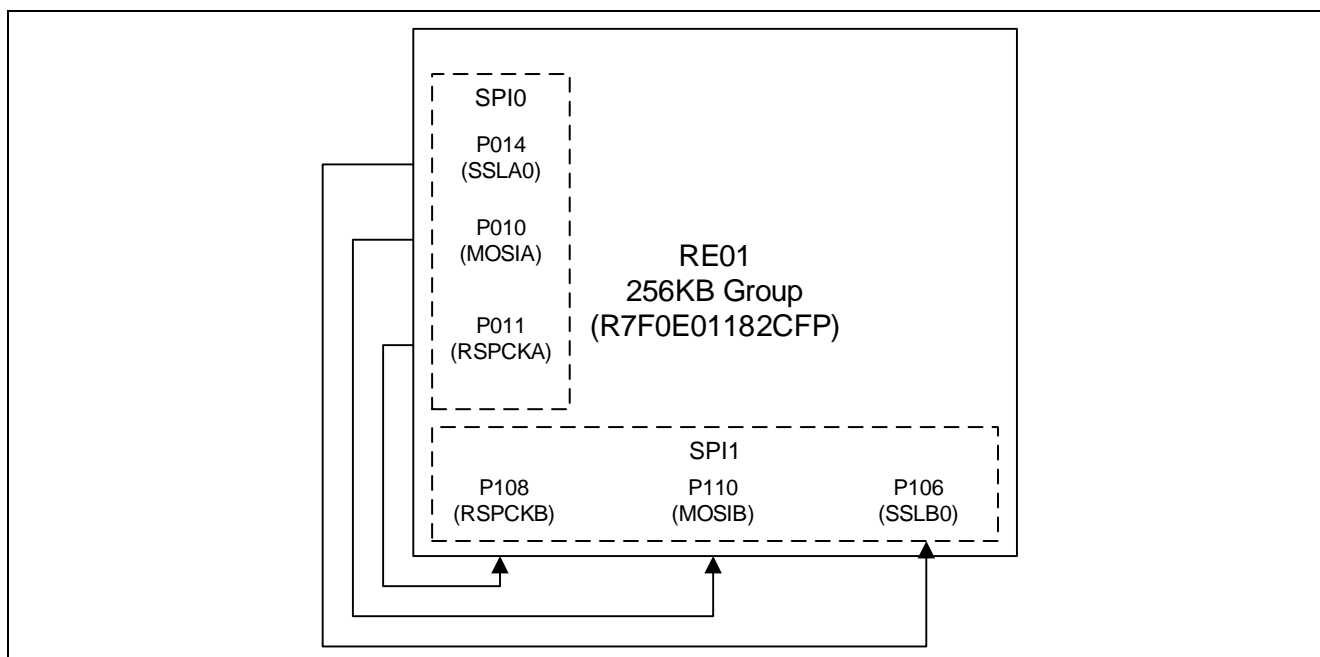 SPI0
P014
(SSLA0)
P010
(MOSIA)
P011
(RSPCKA)
RE01
256KB Group
(R7F0E01182CFP)
SPI1
P108
(RSPCKB)
P110
(MOSIB)
P106
(SSLB0)